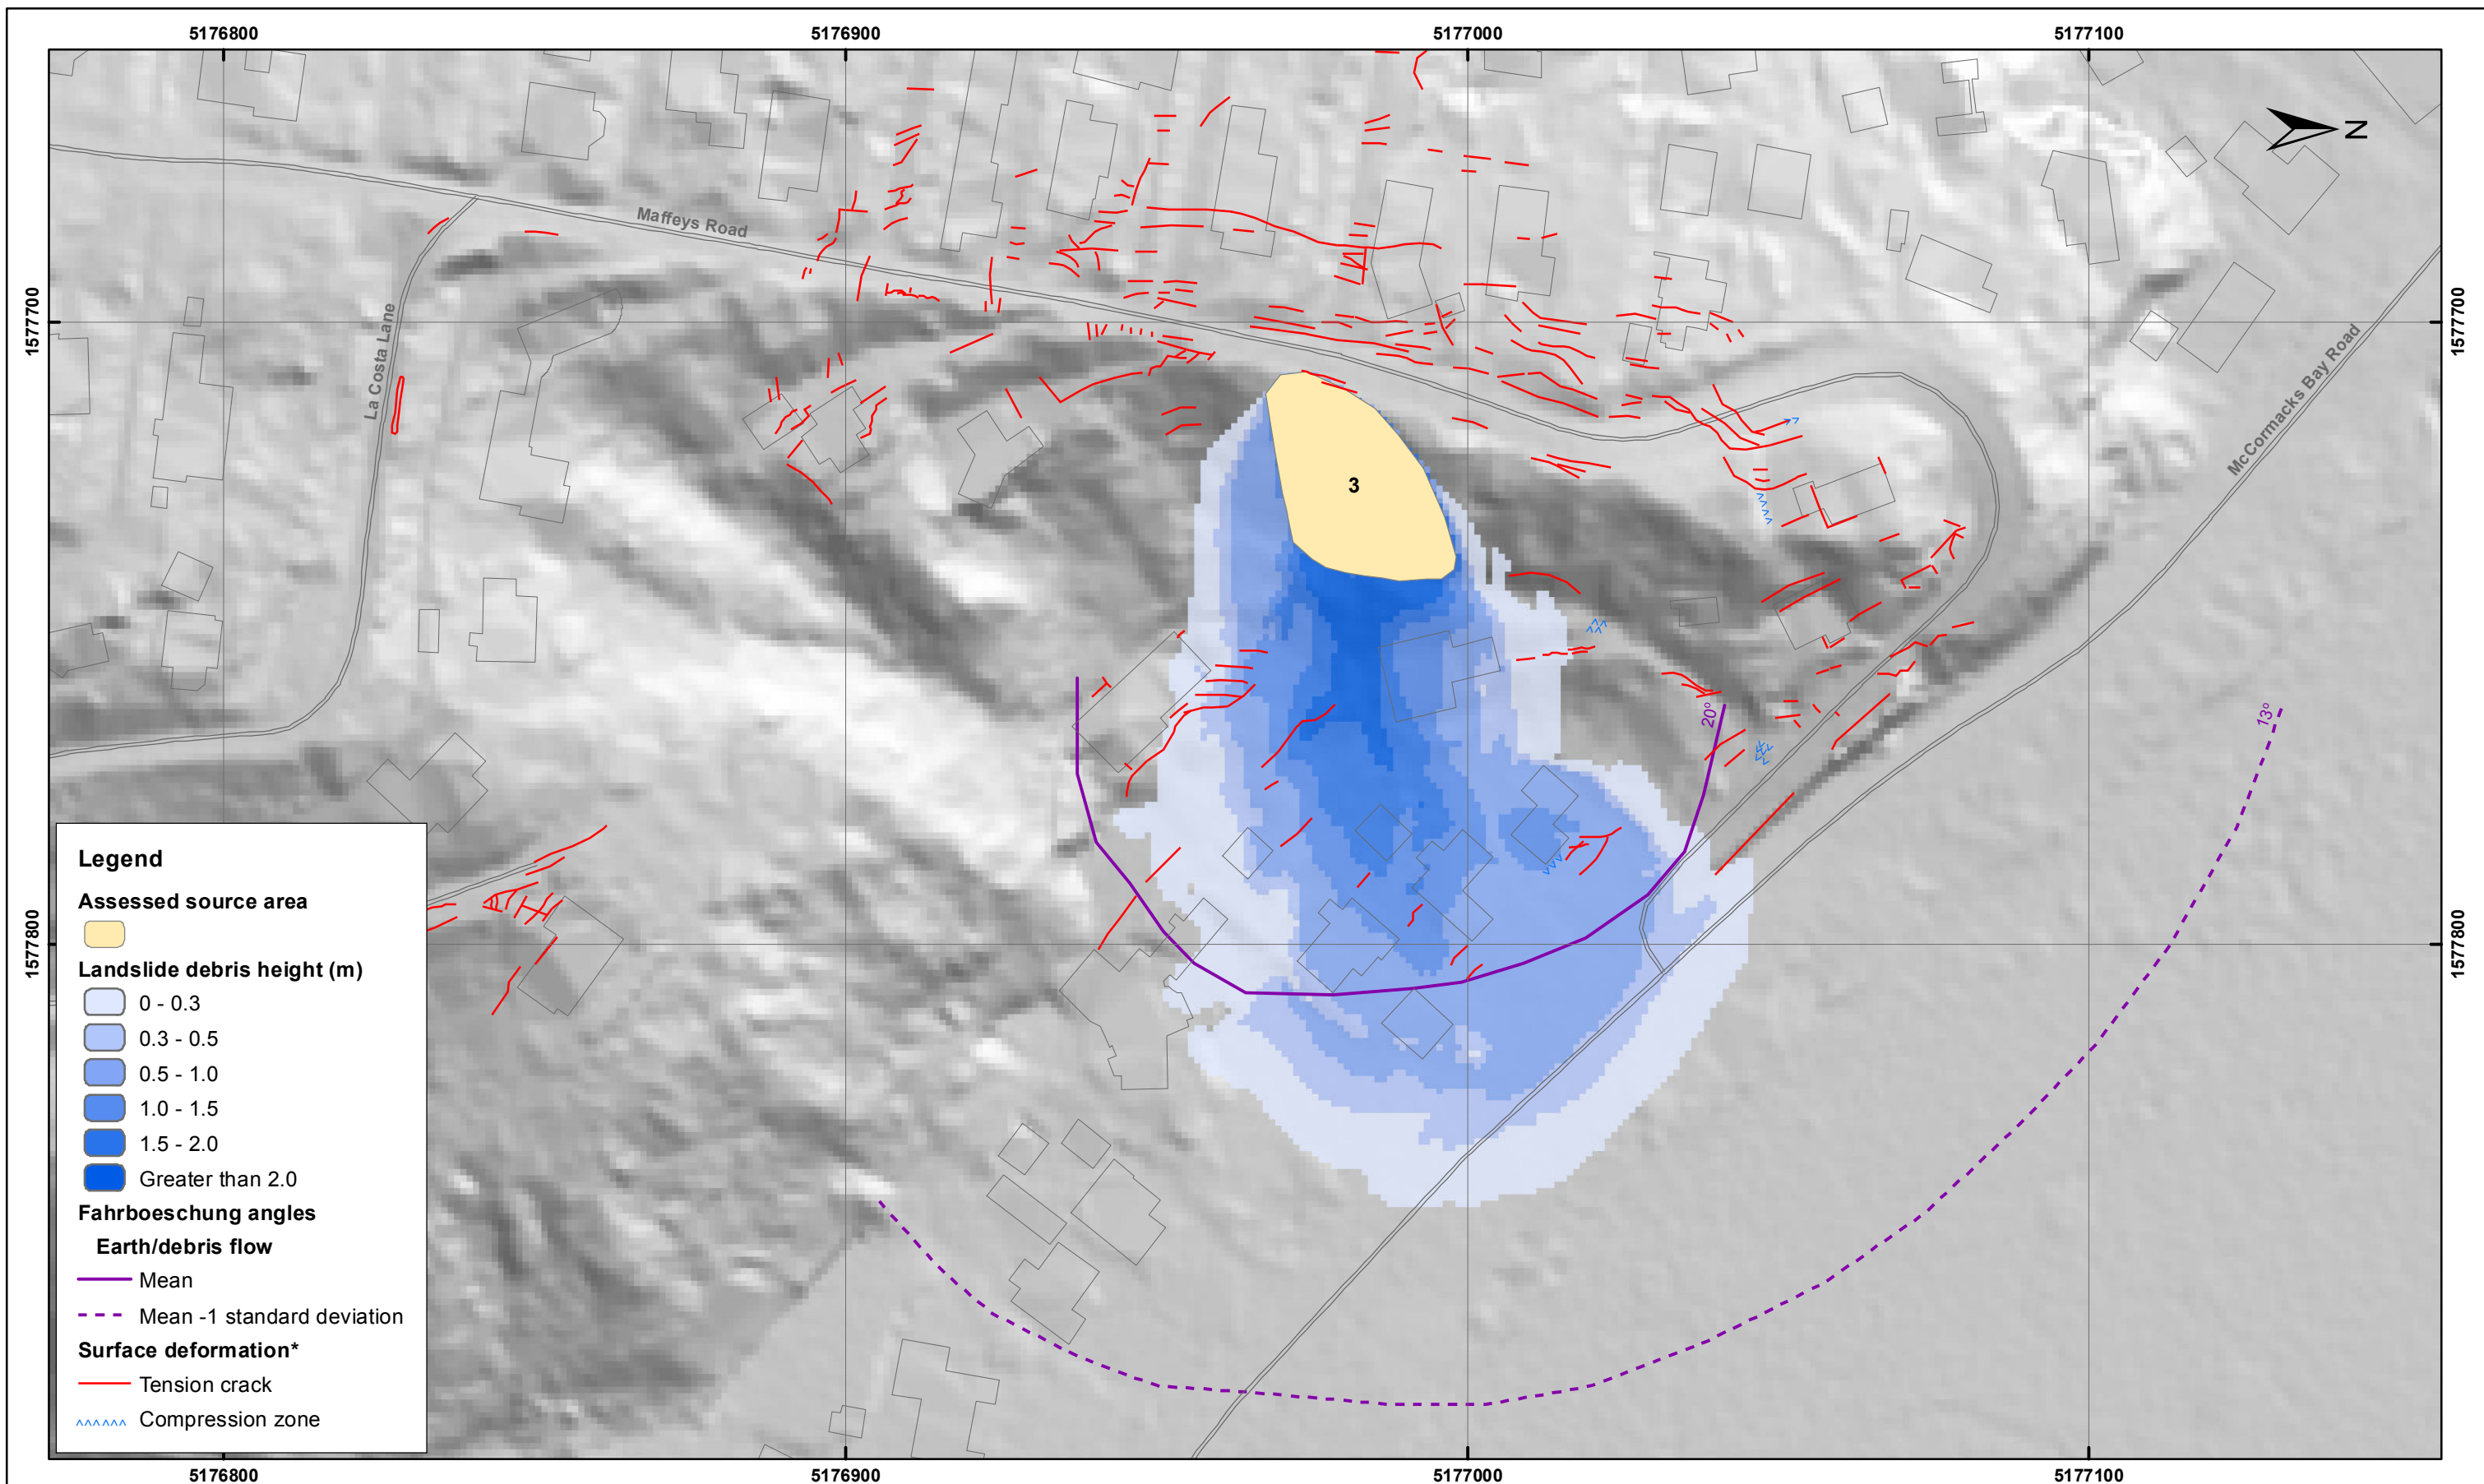 5176800
5176900
5177000
5177100
N
Maffeys Road
La Costa Lane
McCormacks Bay Road
1577700
1577700
3
20°
13°
1577800
1577800
Legend
Assessed source area
Landslide debris height (m)
0 - 0.3
0.3 - 0.5
0.5 - 1.0
1.0 - 1.5
1.5 - 2.0
Greater than 2.0
Fahrboeschung angles
Earth/debris flow
Mean
Mean -1 standard deviation
Surface deformation*
Tension crack
Compression zone
5176800
5176900
5177000
5177100